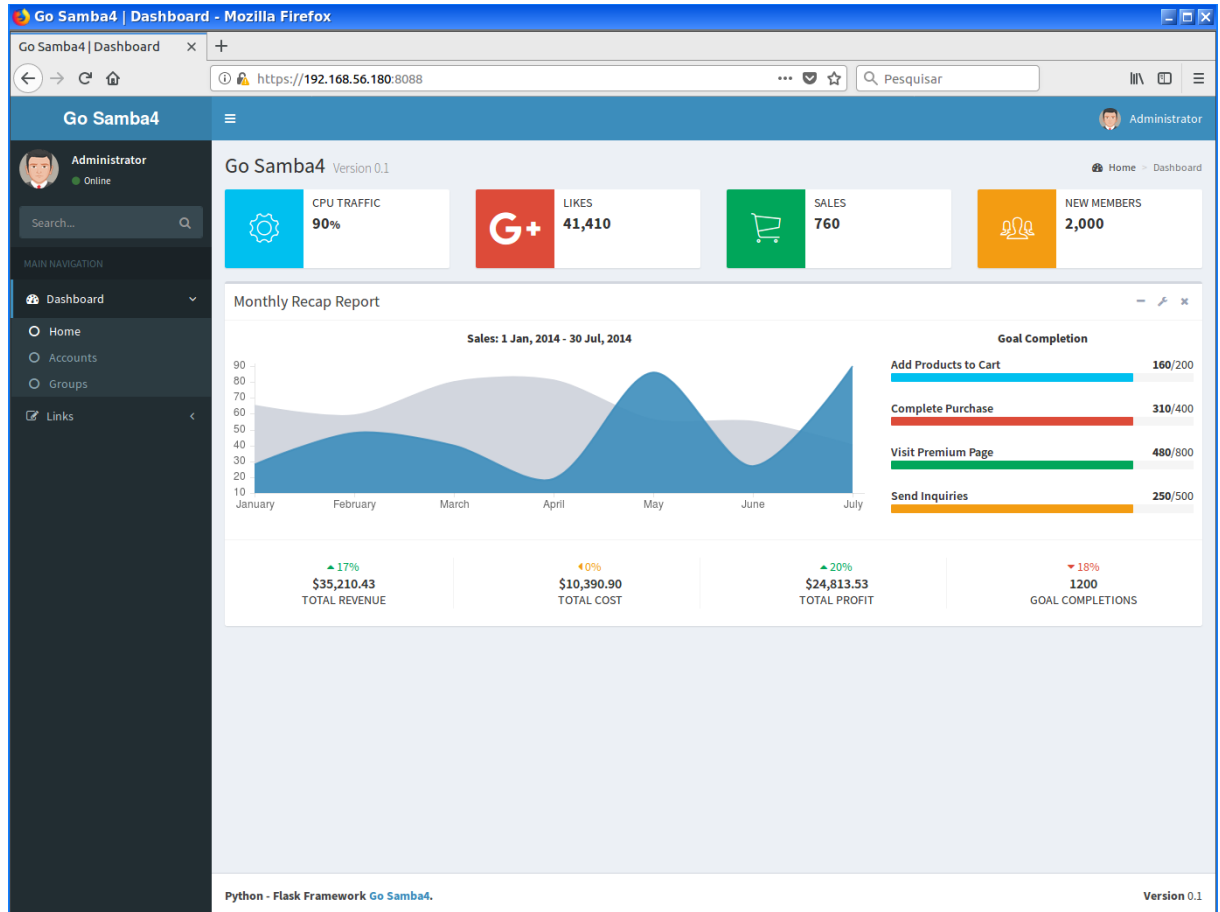 Go Samba4 | Dashboard - Mozilla Firefox
Go Samba4 | Dashboard
https://192.168.56.180:8088
Pesquisar
Go Samba4
Administrator
Administrator
Online
Search...
MAIN NAVIGATION
Dashboard
Home
Accounts
Groups
Links
Go Samba4 Version 0.1
Home > Dashboard
CPU TRAFFIC
90%
G+
LIKES
41,410
SALES
760
NEW MEMBERS
2,000
Monthly Recap Report
Sales: 1 Jan, 2014 - 30 Jul, 2014
90
80
70
60
50
40
30
20
10
January February March April May June July
Goal Completion
Add Products to Cart 160/200
Complete Purchase 310/400
Visit Premium Page 480/800
Send Inquiries 250/500
17%
$35,210.43
TOTAL REVENUE
0%
$10,390.90
TOTAL COST
20%
$24,813.53
TOTAL PROFIT
18%
1200
GOAL COMPLETIONS
Python - Flask Framework Go Samba4.
Version 0.1